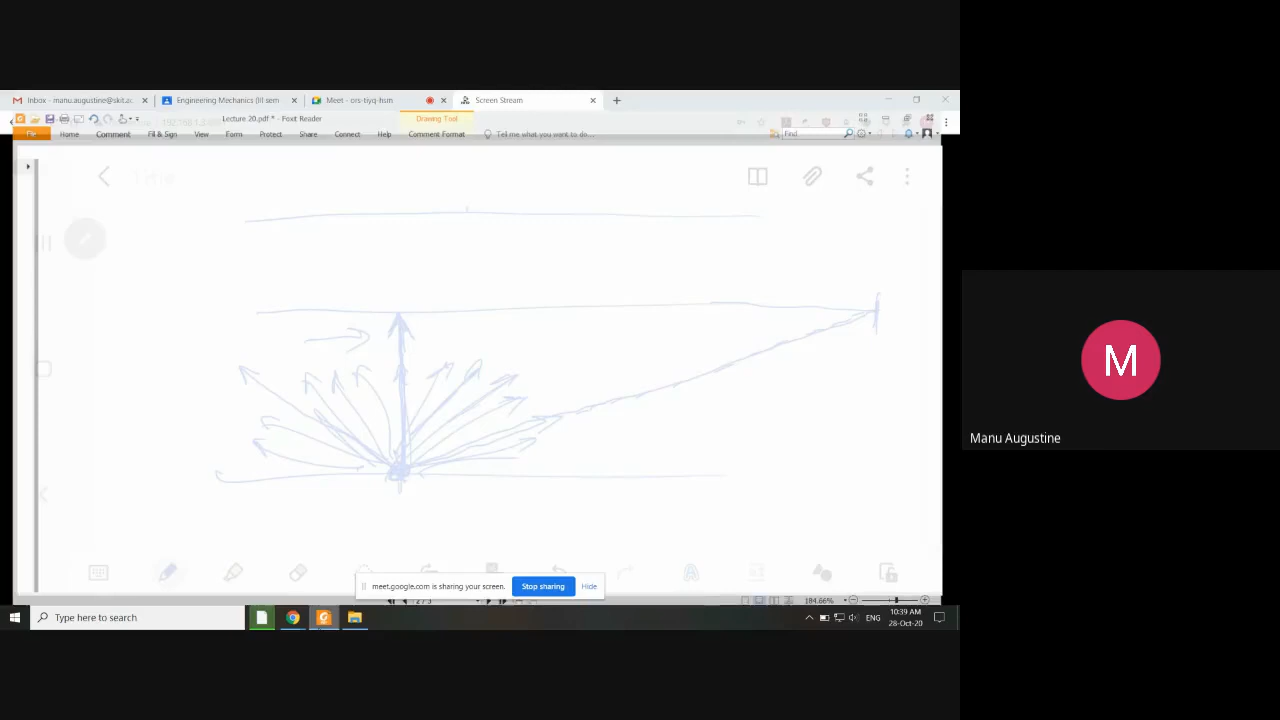 Inbox - manu.augustine@skit.ac
Engineering Mechanics (III sem
Meet - ors-tiyq-hsm
Screen Stream
Lecture 20.pdf * - Foxit Reader
Drawing Tool
File Home Comment Fill & Sign View Form Protect Share Connect Help Comment Format Tell me what you want to do... Find
M
Manu Augustine
meet.google.com is sharing your screen. Stop sharing Hide
184.66%
Type here to search
ENG
10:39 AM
28-Oct-20